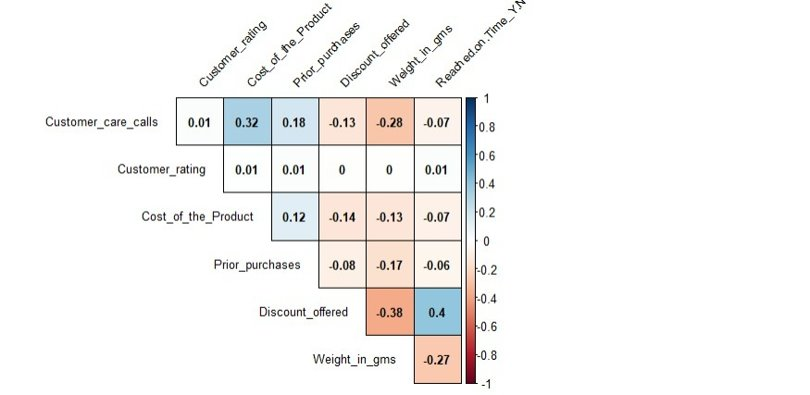 Customer_rating
Cost_of_the_Product
Prior_purchases
Discount_offered
Weight_in_gms
Reached.on.Time_Y.N
Customer_care_calls 0.01 0.32 0.18 -0.13 -0.28 -0.07
Customer_rating 0.01 0.01 0 0 0.01
Cost_of_the_Product 0.12 -0.14 -0.13 -0.07
Prior_purchases -0.08 -0.17 -0.06
Discount_offered -0.38 0.4
Weight_in_gms -0.27
1
0.8
0.6
0.4
0.2
0
-0.2
-0.4
-0.6
-0.8
-1